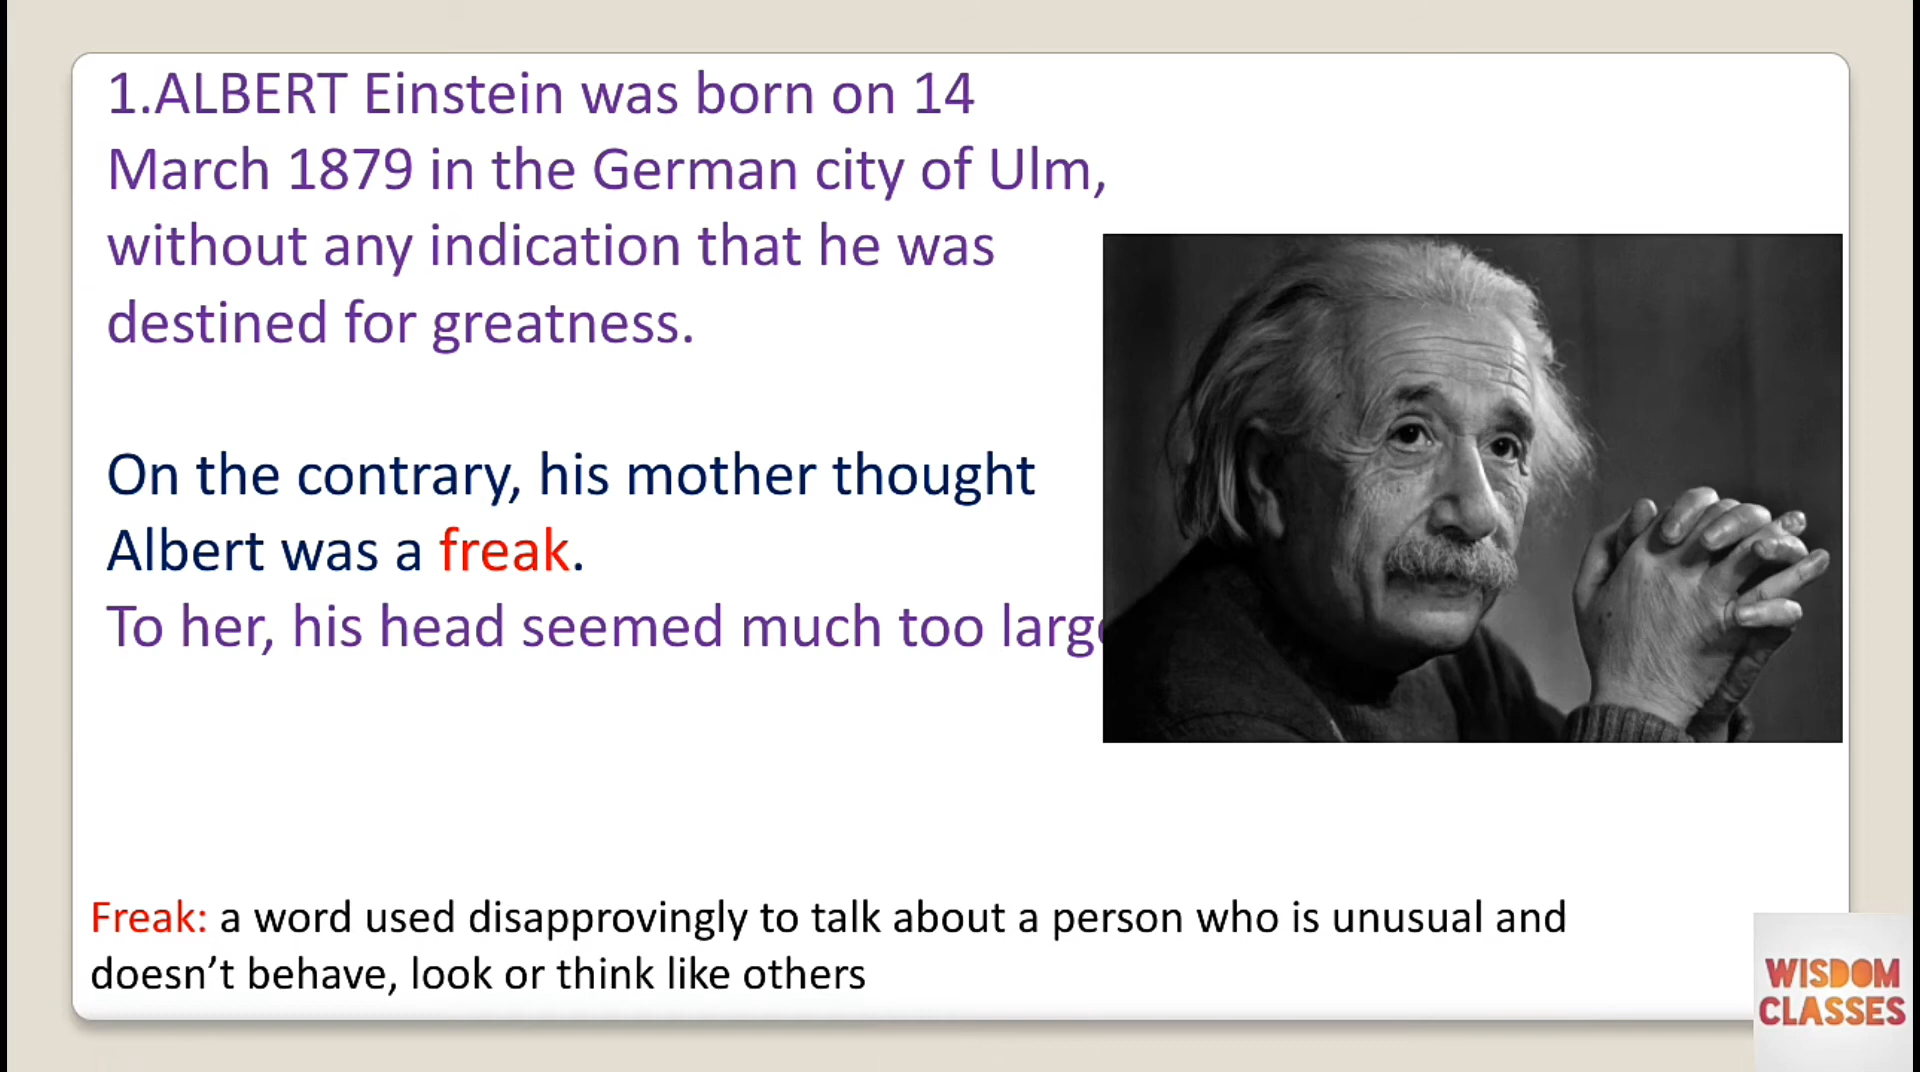 1.ALBERT Einstein was born on 14
March 1879 in the German city of Ulm,
without any indication that he was
destined for greatness.
On the contrary, his mother thought
Albert was a freak.
To her, his head seemed much too large
Freak: a word used disapprovingly to talk about a person who is unusual and
doesn’t behave, look or think like others
WISDOM
CLASSES